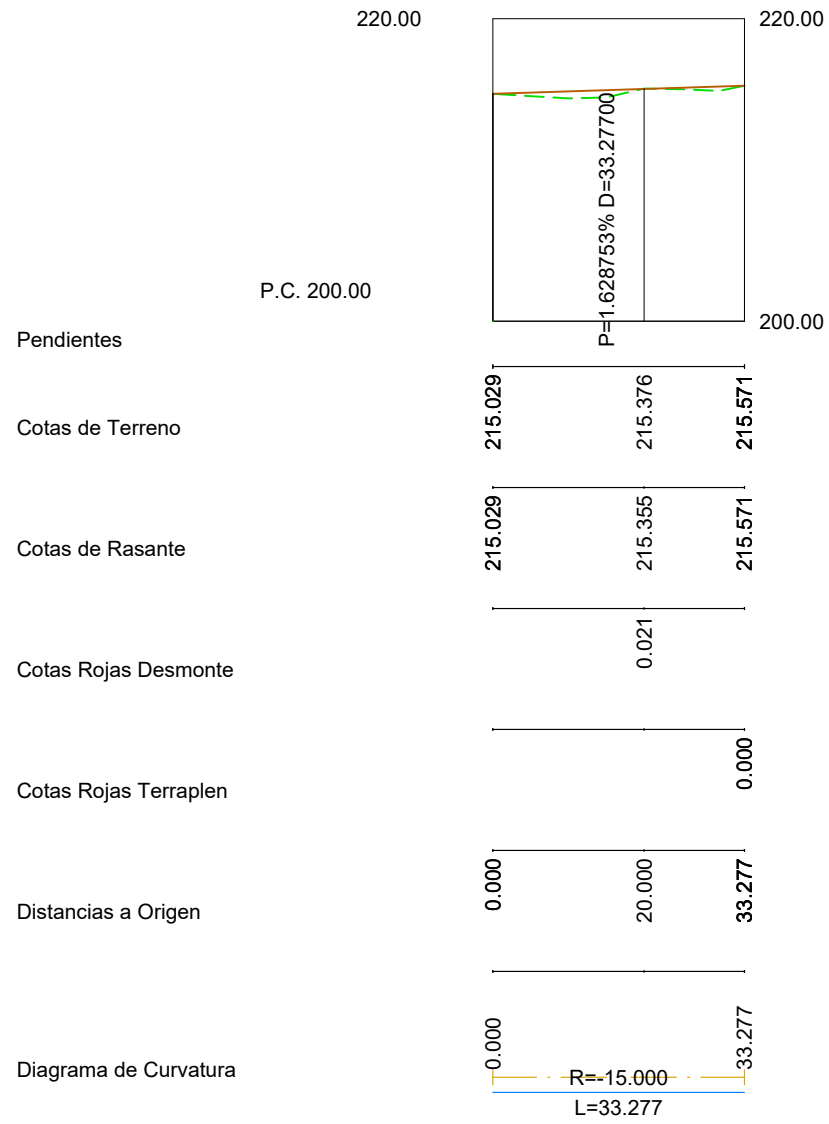 220.00
220.00
P=1.628753% D=33.27700
P.C. 200.00
200.00
Pendientes
Cotas de Terreno
215.029
215.376
215.571
Cotas de Rasante
215.029
215.355
215.571
Cotas Rojas Desmonte
0.021
Cotas Rojas Terraplen
0.000
Distancias a Origen
0.000
20.000
33.277
Diagrama de Curvatura
0.000
33.277
R=-15.000
L=33.277